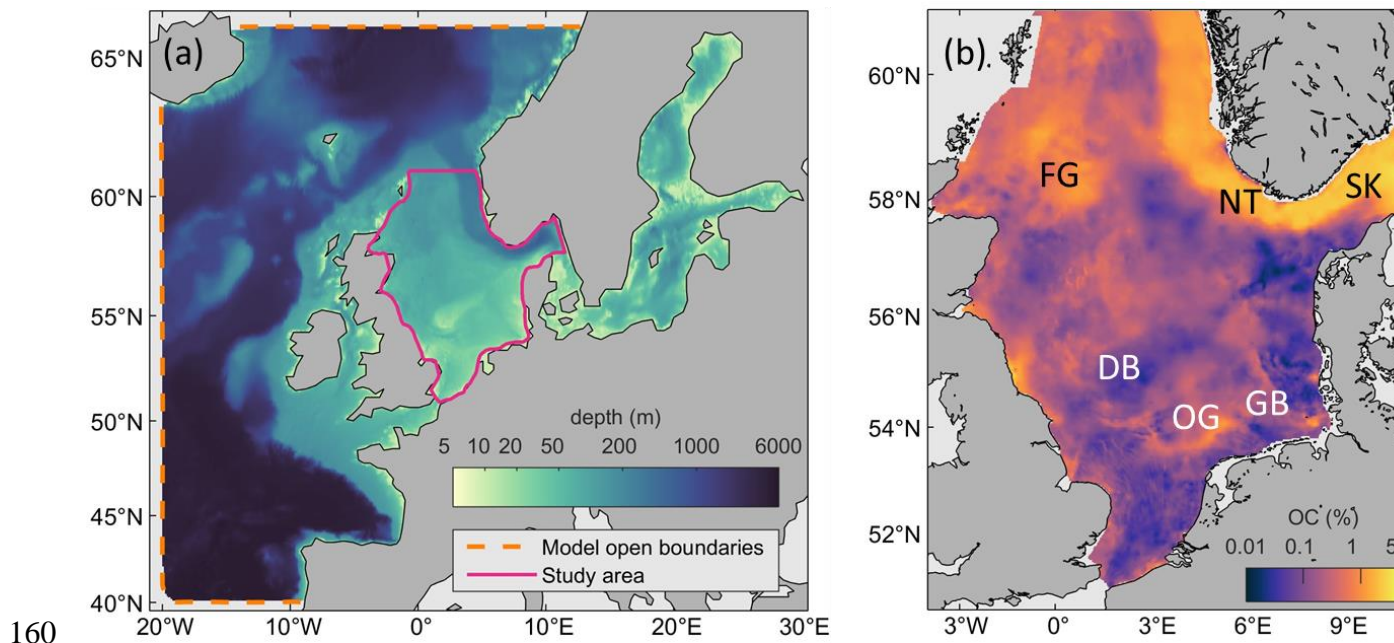 (a)
65°N
60°N
55°N
50°N
45°N
40°N
20°W 10°W 0° 10°E 20°E 30°E
depth (m)
5 10 20 50 200 1000 6000
Model open boundaries
Study area
(b).
60°N
58°N
56°N
54°N
52°N
3°W 0° 3°E 6°E 9°E
FG
NT
SK
DB
OG
GB
OC* (%)
0.01 0.1 1 5
160